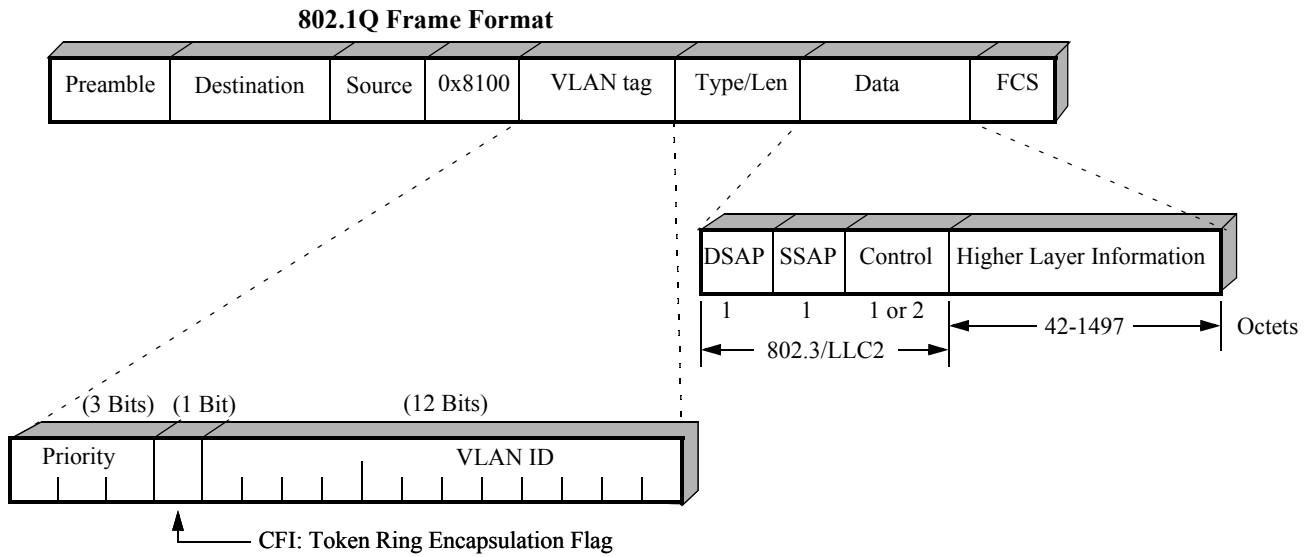 802.1Q Frame Format
Preamble Destination Source 0x8100 VLAN tag Type/Len Data FCS
DSAP SSAP Control Higher Layer Information
1 1 1 or 2 42-1497 Octets
802.3/LLC2
(3 Bits) (1 Bit) (12 Bits)
Priority VLAN ID
CFI: Token Ring Encapsulation Flag